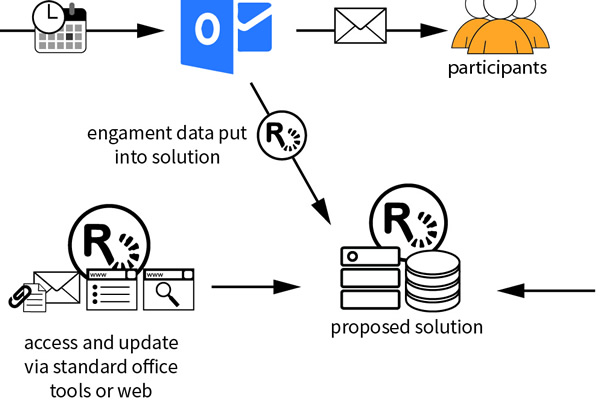 participants
engament data put
into solution
R
R
R
www
www
proposed solution
access and update
via standard office
tools or web